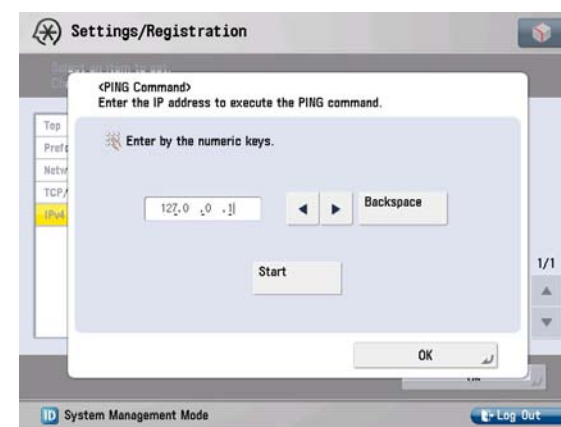 Settings/Registration
<PING Command>
Enter the IP address to execute the PING command.
Top
Enter by the numeric keys.
TCP/
IPv4
127.0 .0 .1
Backspace
1/1
Start
OK
ID System Management Mode
Log Out